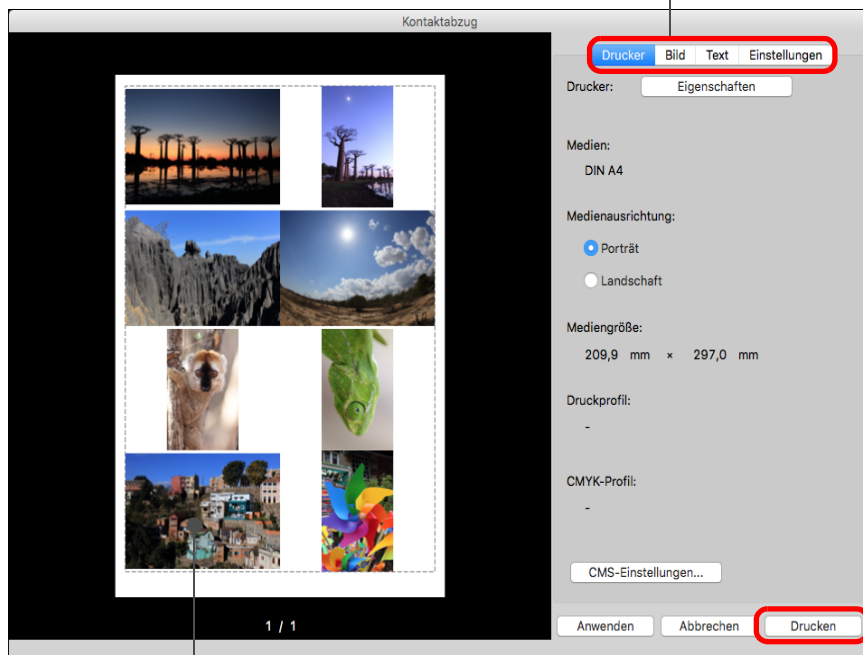 Kontaktabzug
Drucker Bild Text Einstellungen
Drucker: Eigenschaften
Medien:
DIN A4
Medienausrichtung:
Porträt
Landschaft
Mediengröße:
209,9 mm × 297,0 mm
Druckprofil:
-
CMYK-Profil:
-
CMS-Einstellungen...
1 / 1
Anwenden Abbrechen Drucken